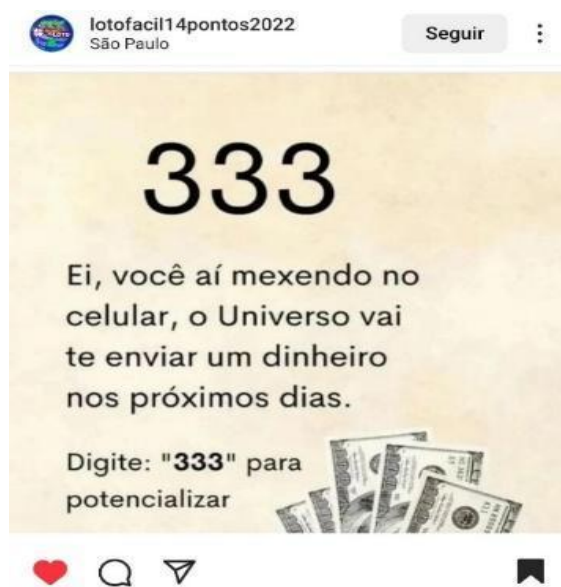 lotofacil14pontos2022
São Paulo
Seguir
333
Ei, você aí mexendo no
celular, o Universo vai
te enviar um dinheiro
nos próximos dias.
Digite: "333" para
potencializar